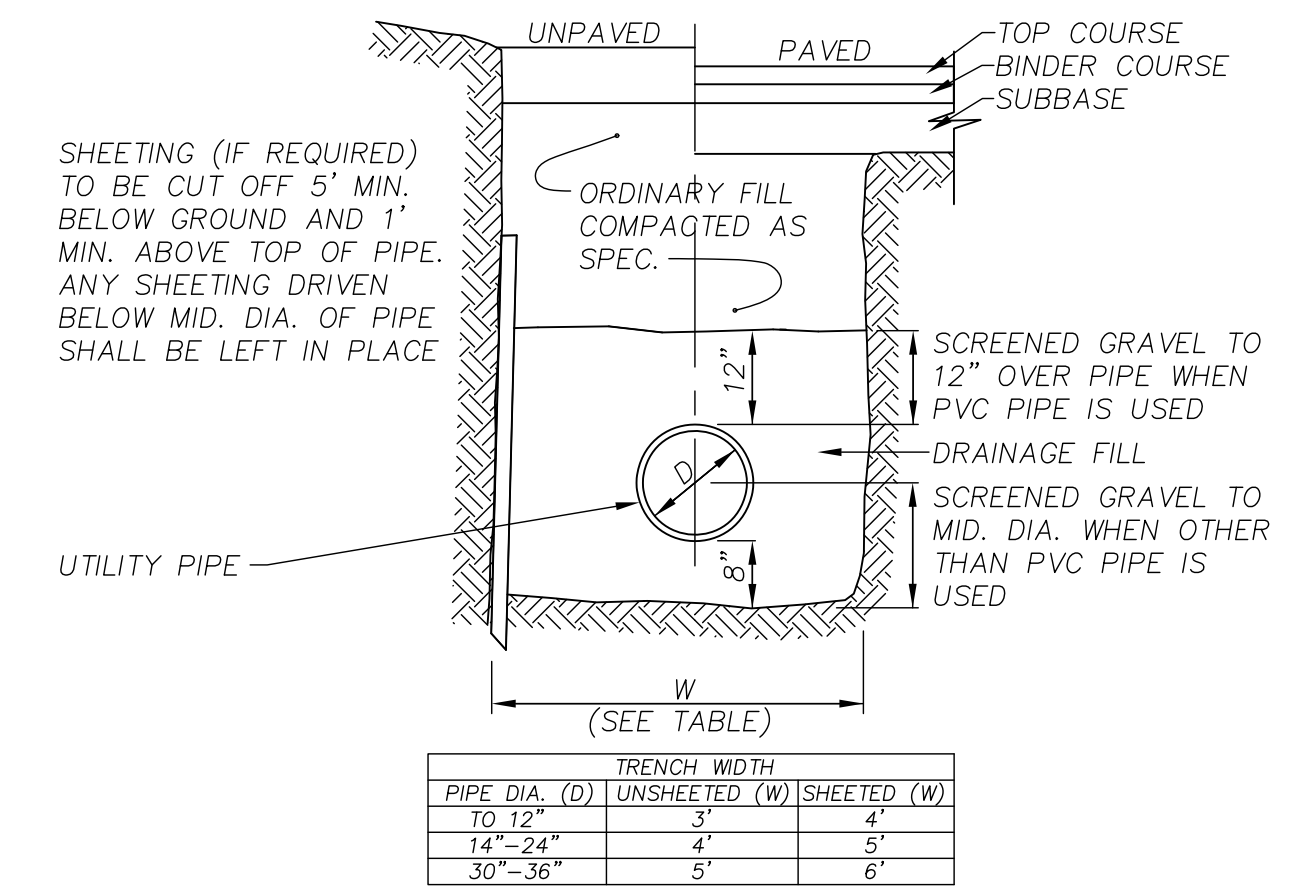 UNPAVED
PAVED
TOP COURSE
BINDER COURSE
SUBBASE
SHEETING (IF REQUIRED)
TO BE CUT OFF 5' MIN.
BELOW GROUND AND 1'
MIN. ABOVE TOP OF PIPE.
ANY SHEETING DRIVEN
BELOW MID. DIA. OF PIPE
SHALL BE LEFT IN PLACE
ORDINARY FILL
COMPACTED AS
SPEC.
12"
SCREENED GRAVEL TO
12" OVER PIPE WHEN
PVC PIPE IS USED
DRAINAGE FILL
D
SCREENED GRAVEL TO
MID. DIA. WHEN OTHER
THAN PVC PIPE IS
USED
UTILITY PIPE
8"
W
(SEE TABLE)
TRENCH WIDTH
PIPE DIA. (D) UNSHEETED (W) SHEETED (W)
TO 12" 3' 4'
14"-24" 4' 5'
30"-36" 5' 6'